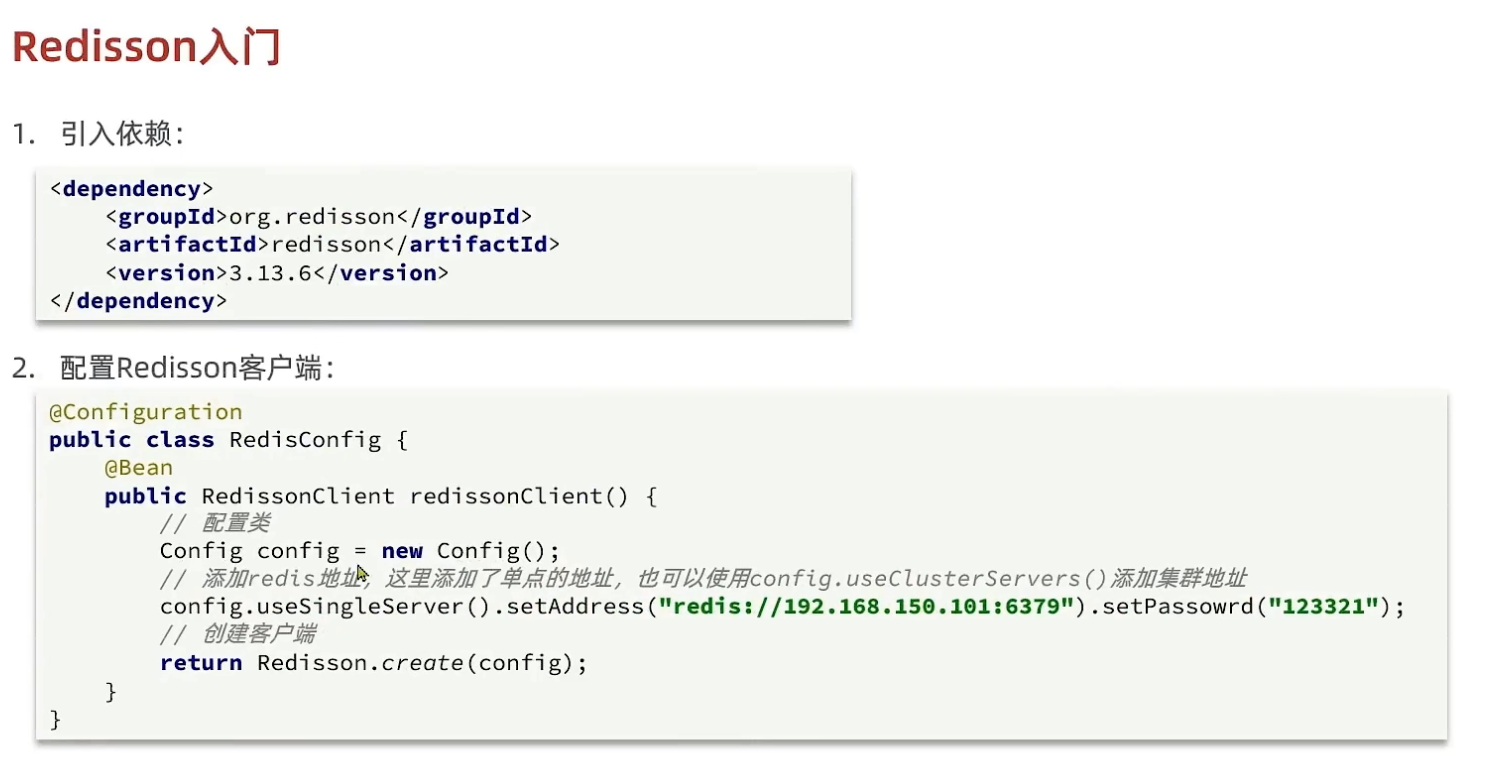 Redisson入门
1. 引入依赖：
<dependency>
    <groupId>org.redisson</groupId>
    <artifactId>redisson</artifactId>
    <version>3.13.6</version>
</dependency>
2. 配置Redisson客户端：
@Configuration
public class RedisConfig {
    @Bean
    public RedissonClient redissonClient() {
        // 配置类
        Config config = new Config();
        // 添加redis地址，这里添加了单点的地址，也可以使用config.useClusterServers()添加集群地址
        config.useSingleServer().setAddress("redis://192.168.150.101:6379").setPassowrd("123321");
        // 创建客户端
        return Redisson.create(config);
    }
}